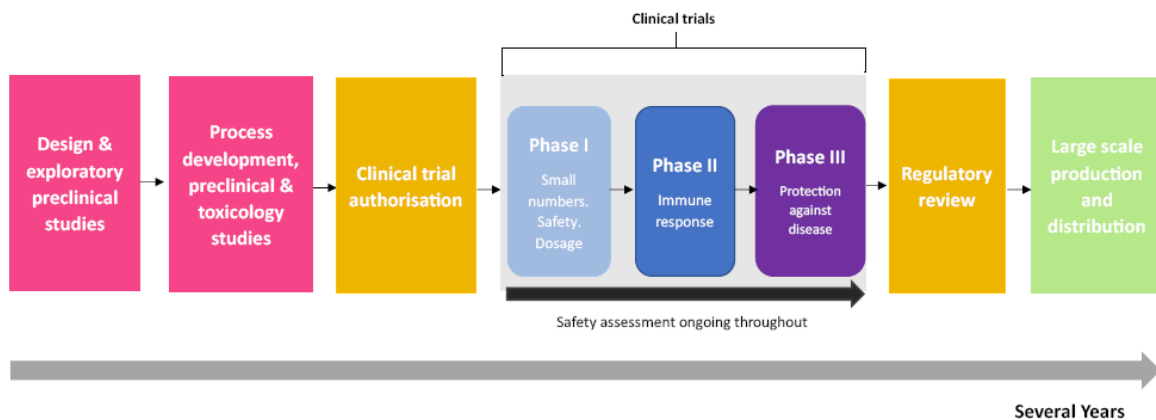 Clinical trials
Design &
exploratory
preclinical
studies
Process
development,
preclinical &
toxicology
studies
Clinical trial
authorisation
Phase I
Small
numbers.
Safety.
Dosage
Phase II
Immune
response
Phase III
Protection
against
disease
Regulatory
review
Large scale
production
and
distribution
Safety assessment ongoing throughout
Several Years